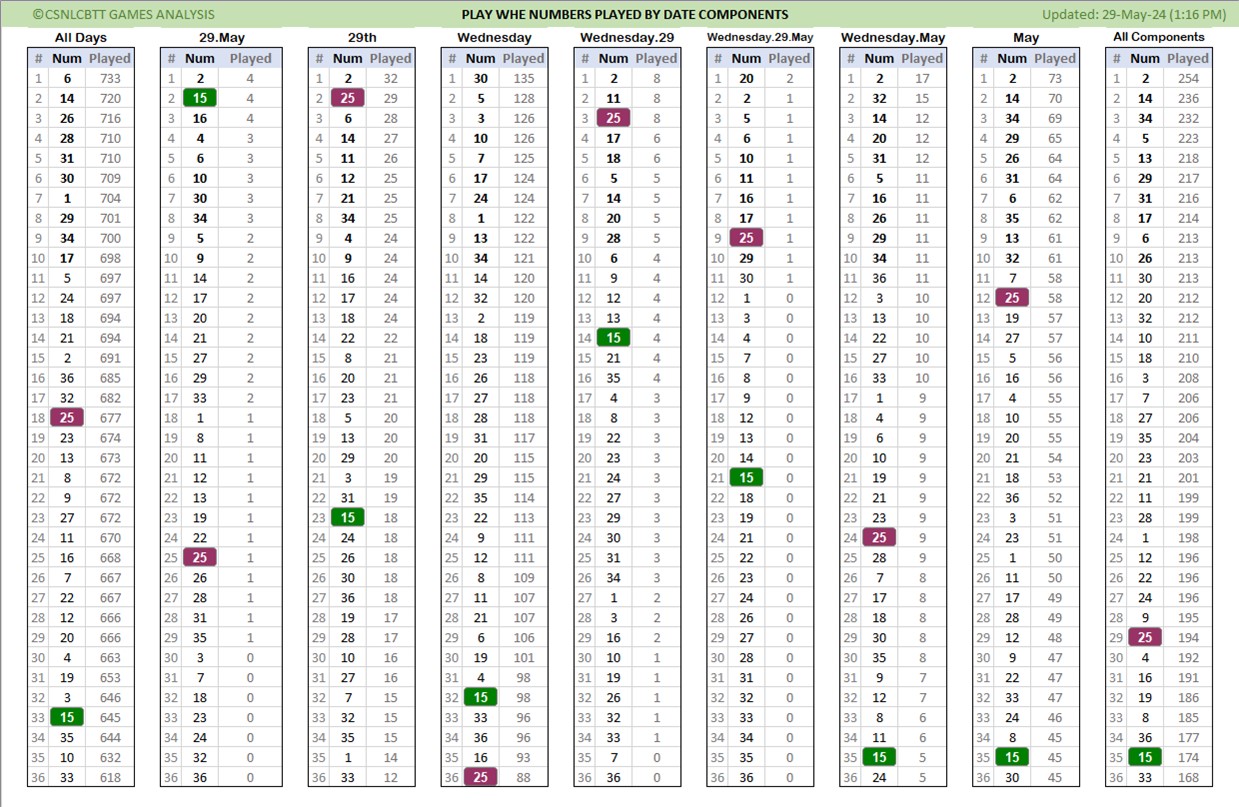 ©CSNLCBTT GAMES ANALYSIS PLAY WHE NUMBERS PLAYED BY DATE COMPONENTS Updated: 29-May-24 (1:16 PM)
All Days 29.May 29th Wednesday Wednesday.29 Wednesday.29.May Wednesday.May May All Components
# Num Played # Num Played # Num Played # Num Played # Num Played # Num Played # Num Played # Num Played # Num Played
1 6 733 1 2 4 1 2 32 1 30 135 1 2 8 1 20 2 1 2 17 1 2 73 1 2 254
2 14 720 2 15 4 2 25 29 2 5 128 2 11 8 2 2 1 2 32 15 2 14 70 2 14 236
3 26 716 3 16 4 3 6 28 3 3 126 3 25 8 3 5 1 3 14 12 3 34 69 3 34 232
4 28 710 4 4 3 4 14 27 4 10 126 4 17 6 4 6 1 4 20 12 4 29 65 4 5 223
5 31 710 5 6 3 5 11 26 5 7 125 5 18 6 5 10 1 5 31 12 5 26 64 5 13 218
6 30 709 6 10 3 6 12 25 6 17 124 6 5 5 6 11 1 6 5 11 6 31 64 6 29 217
7 1 704 7 30 3 7 21 25 7 24 124 7 14 5 7 16 1 7 16 11 7 6 62 7 31 216
8 29 701 8 34 3 8 34 25 8 1 122 8 20 5 8 17 1 8 26 11 8 35 62 8 17 214
9 34 700 9 5 2 9 4 24 9 13 122 9 28 5 9 25 1 9 29 11 9 13 61 9 6 213
10 17 698 10 9 2 10 9 24 10 34 121 10 6 4 10 29 1 10 34 11 10 32 61 10 26 213
11 5 697 11 14 2 11 16 24 11 14 120 11 9 4 11 30 1 11 36 11 11 7 58 11 30 213
12 24 697 12 17 2 12 17 24 12 32 120 12 12 4 12 1 0 12 3 10 12 25 58 12 20 212
13 18 694 13 20 2 13 18 24 13 2 119 13 13 4 13 3 0 13 13 10 13 19 57 13 32 212
14 21 694 14 21 2 14 22 22 14 18 119 14 15 4 14 4 0 14 22 10 14 27 57 14 10 211
15 2 691 15 27 2 15 8 21 15 23 119 15 21 4 15 7 0 15 27 10 15 5 56 15 18 210
16 36 685 16 29 2 16 20 21 16 26 118 16 35 4 16 8 0 16 33 10 16 16 56 16 3 208
17 32 682 17 33 2 17 23 21 17 27 118 17 4 3 17 9 0 17 1 9 17 4 55 17 7 206
18 25 677 18 1 1 18 5 20 18 28 118 18 8 3 18 12 0 18 4 9 18 10 55 18 27 206
19 23 674 19 8 1 19 13 20 19 31 117 19 22 3 19 13 0 19 6 9 19 20 55 19 35 204
20 13 673 20 11 1 20 29 20 20 20 115 20 23 3 20 14 0 20 10 9 20 21 54 20 23 203
21 8 672 21 12 1 21 3 19 21 29 115 21 24 3 21 15 0 21 19 9 21 18 53 21 21 201
22 9 672 22 13 1 22 31 19 22 35 114 22 27 3 22 18 0 22 21 9 22 36 52 22 11 199
23 27 672 23 19 1 23 15 18 23 22 113 23 29 3 23 19 0 23 23 9 23 3 51 23 28 199
24 11 670 24 22 1 24 24 18 24 9 111 24 30 3 24 21 0 24 25 9 24 23 51 24 1 198
25 16 668 25 25 1 25 26 18 25 12 111 25 31 3 25 22 0 25 28 9 25 1 50 25 12 196
26 7 667 26 26 1 26 30 18 26 8 109 26 34 3 26 23 0 26 7 8 26 11 50 26 22 196
27 22 667 27 28 1 27 36 18 27 11 107 27 1 2 27 24 0 27 17 8 27 17 49 27 24 196
28 12 666 28 31 1 28 19 17 28 21 107 28 3 2 28 26 0 28 18 8 28 28 49 28 9 195
29 20 666 29 35 1 29 28 17 29 6 106 29 16 2 29 27 0 29 30 8 29 12 48 29 25 194
30 4 663 30 3 0 30 10 16 30 19 101 30 10 1 30 28 0 30 35 8 30 9 47 30 4 192
31 19 653 31 7 0 31 27 16 31 4 98 31 19 1 31 31 0 31 9 7 31 22 47 31 16 191
32 3 646 32 18 0 32 7 15 32 15 98 32 26 1 32 32 0 32 12 7 32 33 47 32 19 186
33 15 645 33 23 0 33 32 15 33 33 96 33 32 1 33 33 0 33 8 6 33 24 46 33 8 185
34 35 644 34 24 0 34 35 15 34 36 96 34 33 1 34 34 0 34 11 6 34 8 45 34 36 177
35 10 632 35 32 0 35 1 14 35 16 93 35 7 0 35 35 0 35 15 5 35 15 45 35 15 174
36 33 618 36 36 0 36 33 12 36 25 88 36 36 0 36 36 0 36 24 5 36 30 45 36 33 168